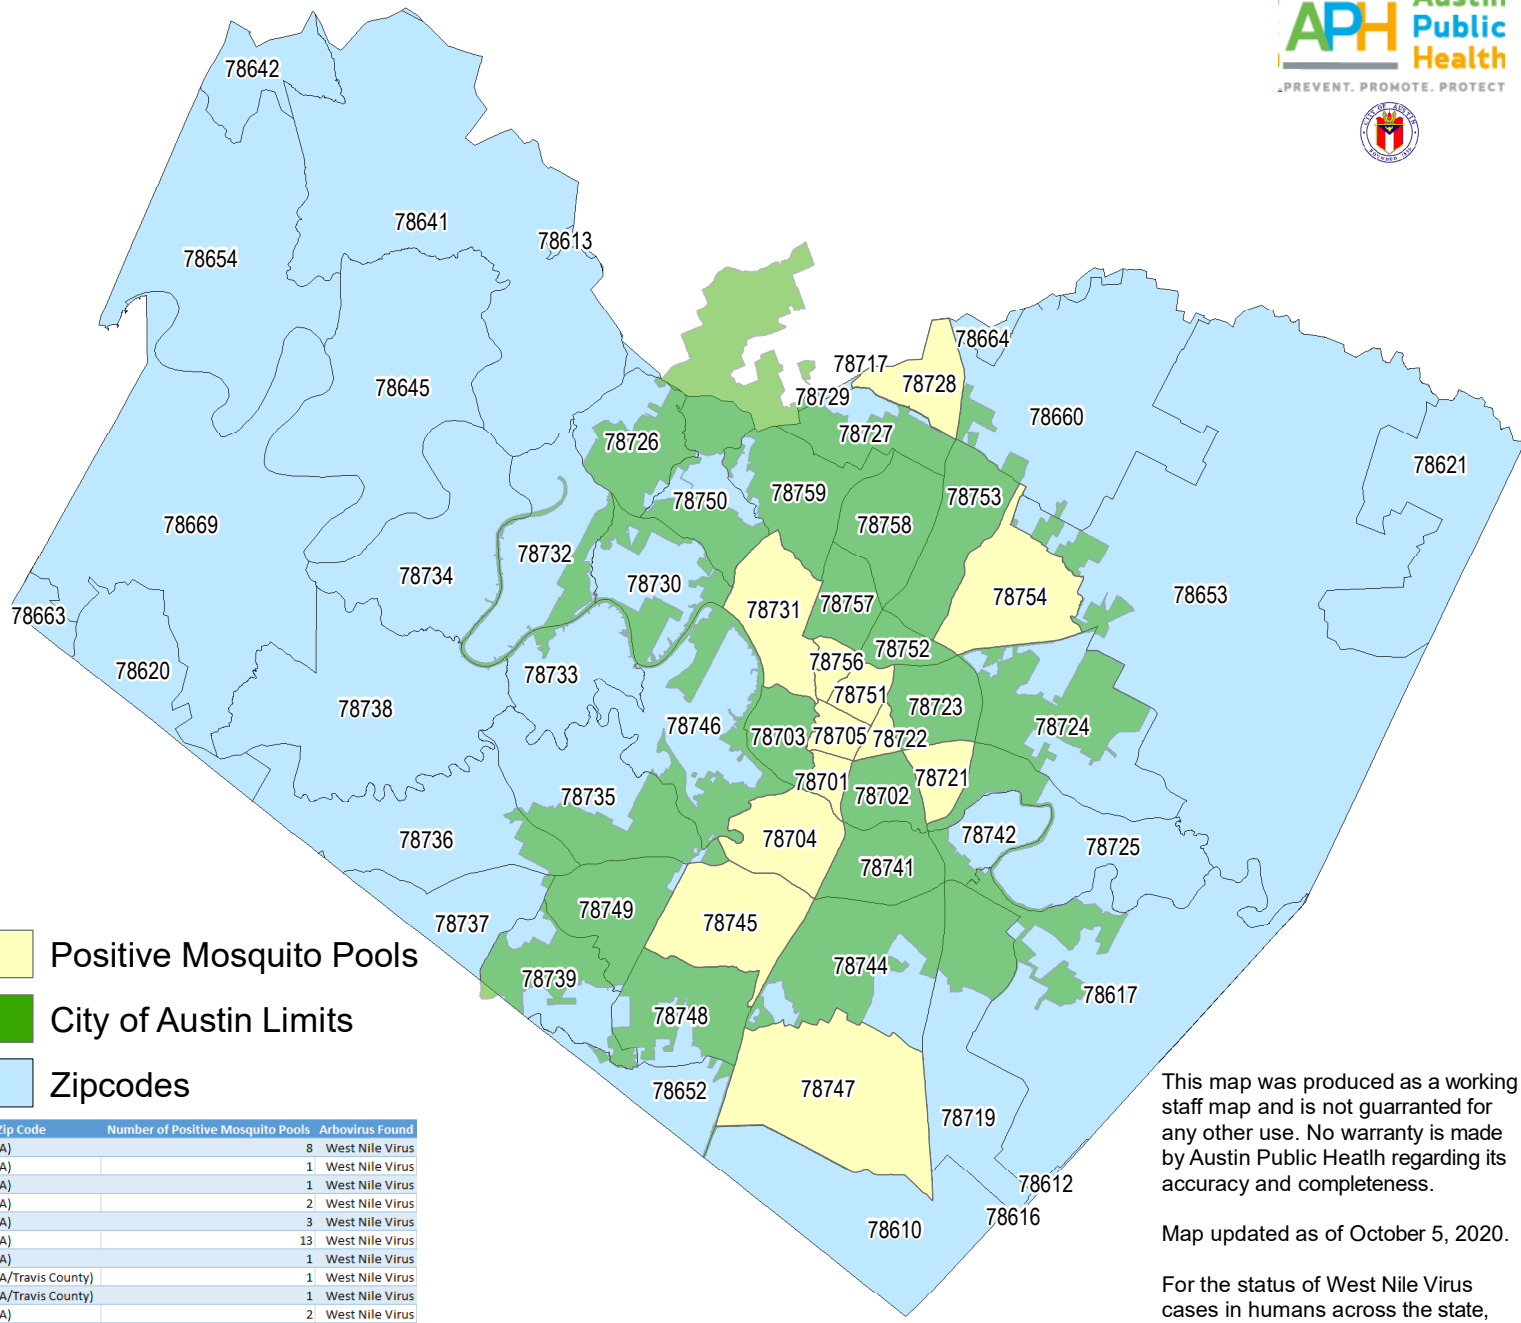 Austin
APH Public
Health
PREVENT. PROMOTE. PROTECT
78642
78641
78613
78654
78664
78717
78728
78645
78729
78660
78727
78726
78621
78750
78759
78753
78758
78669
78732
78734
78730
78754
78653
78731
78757
78663
78752
78620
78756
78733
78751
78738
78723
78746
78724
78703
78705
78722
78701
78721
78735
78702
78736
78704
78742
78725
78741
78749
78745
78737
78744
78739
78617
78748
78652
78747
78719
78612
78616
78610
Positive Mosquito Pools
City of Austin Limits
Zipcodes
Zip Code Number of Positive Mosquito Pools Arbovirus Found
A) 8 West Nile Virus
A) 1 West Nile Virus
A) 1 West Nile Virus
A) 2 West Nile Virus
A) 3 West Nile Virus
A) 13 West Nile Virus
A) 1 West Nile Virus
A/Travis County) 1 West Nile Virus
A/Travis County) 1 West Nile Virus
A) 2 West Nile Virus
This map was produced as a working
staff map and is not guarranted for
any other use. No warranty is made
by Austin Public Heatlh regarding its
accuracy and completeness.
Map updated as of October 5, 2020.
For the status of West Nile Virus
cases in humans across the state,